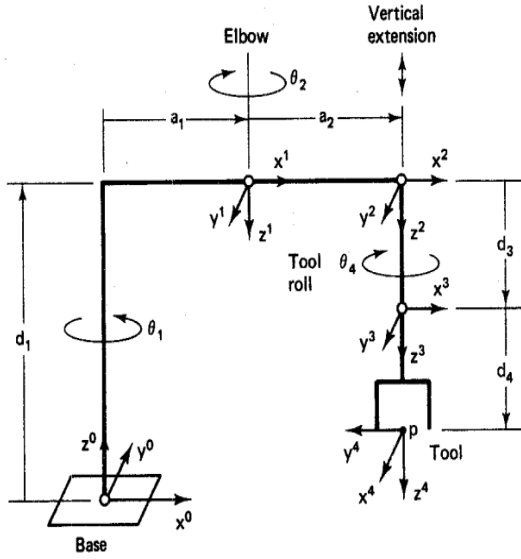 Elbow
Vertical
extension
θ₂
a₁
a₂
x¹
x²
y¹
z¹
y²
z²
d₃
Tool
roll
θ₄
x³
d₁
θ₁
y³
z³
d₄
z⁰
y⁰
p
Tool
y⁴
x⁴
z⁴
x⁰
Base